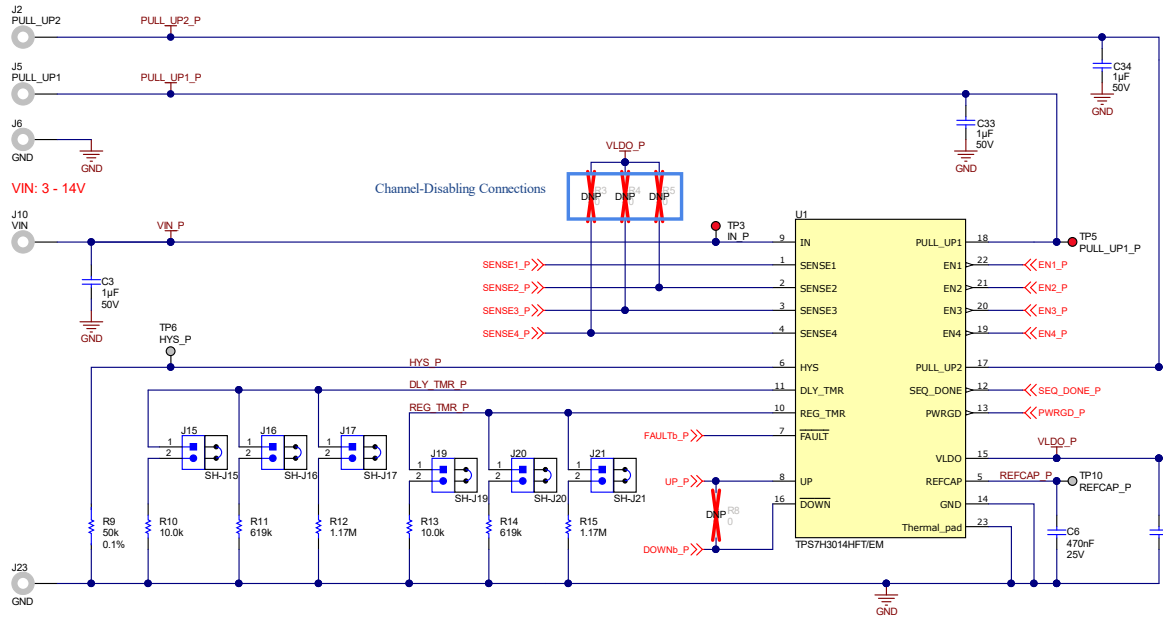 J2
PULL_UP2
PULL_UP2_P
C34
1µF
50V
GND
J5
PULL_UP1
PULL_UP1_P
C33
1µF
50V
GND
J6
GND
GND
VIN: 3 - 14V
Channel-Disabling Connections
VLDO_P
R3
0
DNP
R4
0
DNP
R5
0
DNP
J10
VIN
VIN_P
C3
1µF
50V
GND
TP3
IN_P
TP5
PULL_UP1_P
SENSE1_P
SENSE2_P
SENSE3_P
SENSE4_P
TP6
HYS_P
HYS_P
DLY_TMR_P
REG_TMR_P
FAULTb_P
UP_P
DOWNb_P
DNP
R8
0
U1
9 IN PULL_UP1 18
1 SENSE1 EN1 22
2 SENSE2 EN2 21
3 SENSE3 EN3 20
4 SENSE4 EN4 19
6 HYS PULL_UP2 17
11 DLY_TMR SEQ_DONE 12
10 REG_TMR PWRGD 13
7 FAULT
VLDO 15
8 UP REFCAP 5
16 DOWN GND 14
Thermal_pad 23
TPS7H3014HFT/EM
EN1_P
EN2_P
EN3_P
EN4_P
SEQ_DONE_P
PWRGD_P
VLDO_P
REFCAP_P
TP10
REFCAP_P
C6
470nF
25V
J15
1
2
SH-J15
J16
1
2
SH-J16
J17
1
2
SH-J17
J19
1
2
SH-J19
J20
1
2
SH-J20
J21
1
2
SH-J21
R9
50k
0.1%
R10
10.0k
R11
619k
R12
1.17M
R13
10.0k
R14
619k
R15
1.17M
J23
GND
GND